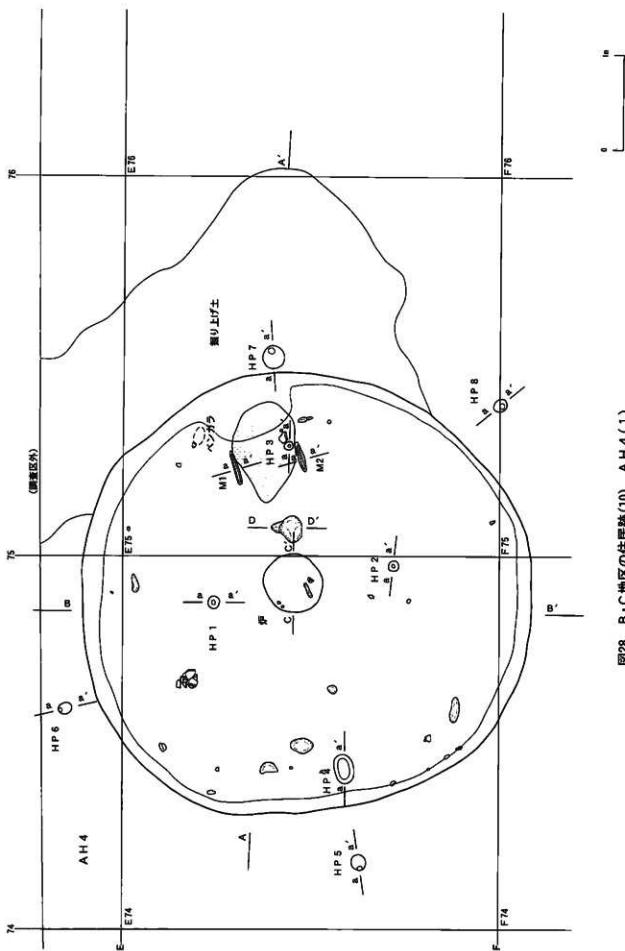 76
75
74
E76
F76
A'
(調査区外)
掘り上げ土
HP7
a a'
HP8
a a'
ベンガラ
HP3
a a'
M1
a a'
M2
a a'
D D'
E75
F75
C'
C
炉
HP2
a a'
HP1
a a'
B
B'
HP6
a a'
HP4
a a'
HP5
a a'
A
AH4
E74
F74
E
F
0 1m
図28 B・C地区の住居跡(10) AH4(1)